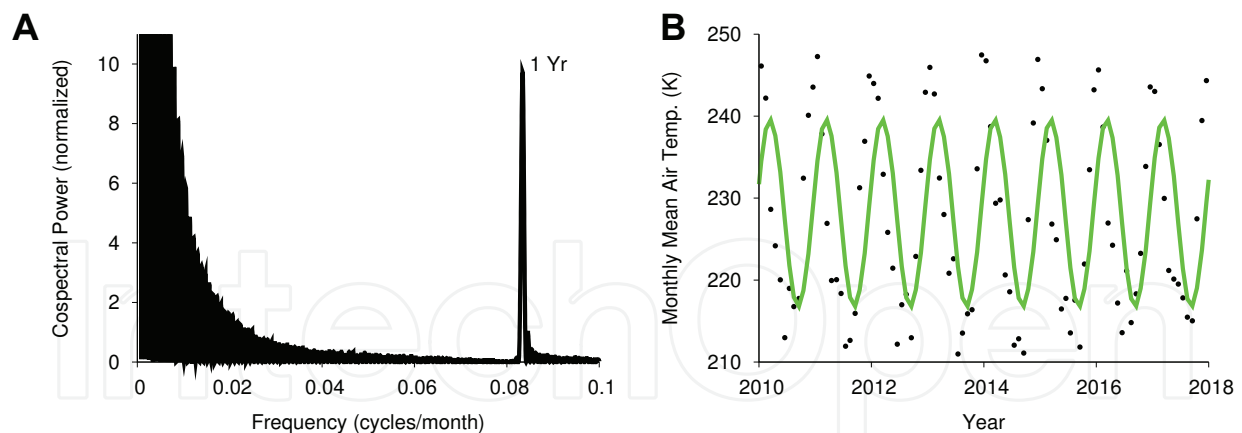 A
Cospectral Power (normalized)
10
8
6
4
2
0
1 Yr
0
0.02
0.04
0.06
0.08
0.1
Frequency (cycles/month)
B
Monthly Mean Air Temp. (K)
250
240
230
220
210
2010
2012
2014
2016
2018
Year
IntechOpen